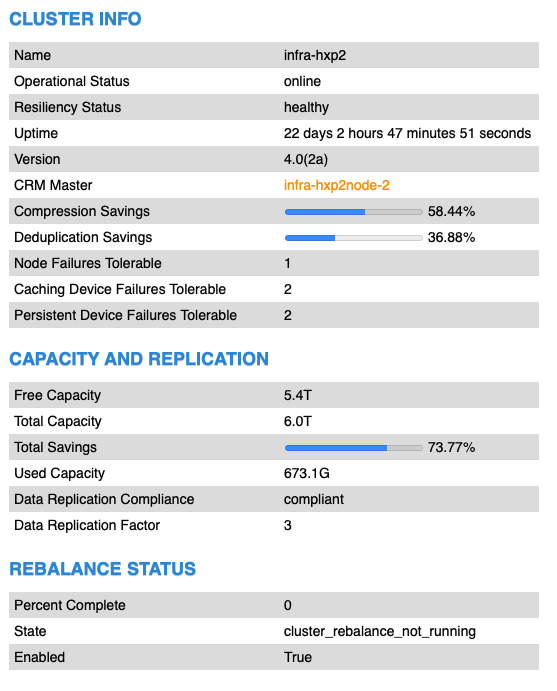 CLUSTER INFO
Name infra-hxp2
Operational Status online
Resiliency Status healthy
Uptime 22 days 2 hours 47 minutes 51 seconds
Version 4.0(2a)
CRM Master infra-hxp2node-2
Compression Savings 58.44%
Deduplication Savings 36.88%
Node Failures Tolerable 1
Caching Device Failures Tolerable 2
Persistent Device Failures Tolerable 2
CAPACITY AND REPLICATION
Free Capacity 5.4T
Total Capacity 6.0T
Total Savings 73.77%
Used Capacity 673.1G
Data Replication Compliance compliant
Data Replication Factor 3
REBALANCE STATUS
Percent Complete 0
State cluster_rebalance_not_running
Enabled True